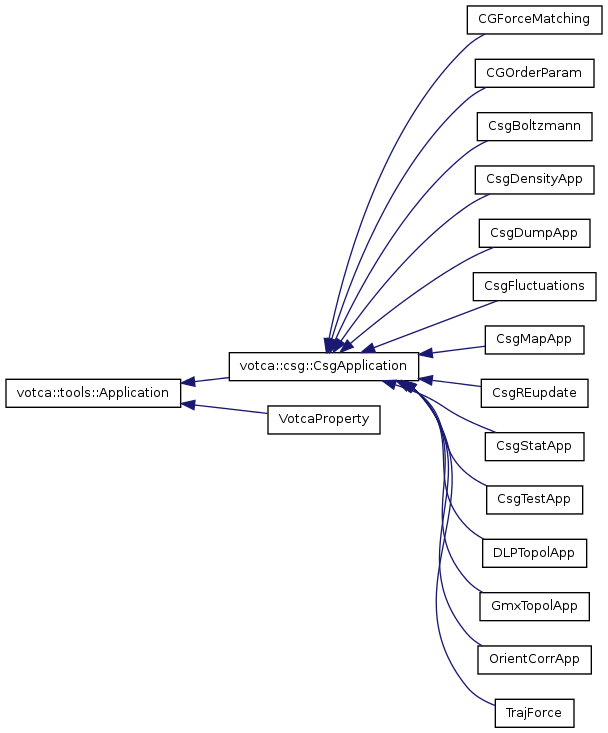 CGForceMatching
CGOrderParam
CsgBoltzmann
CsgDensityApp
CsgDumpApp
CsgFluctuations
CsgMapApp
votca::csg::CsgApplication
votca::tools::Application
CsgREupdate
VotcaProperty
CsgStatApp
CsgTestApp
DLPTopolApp
GmxTopolApp
OrientCorrApp
TrajForce